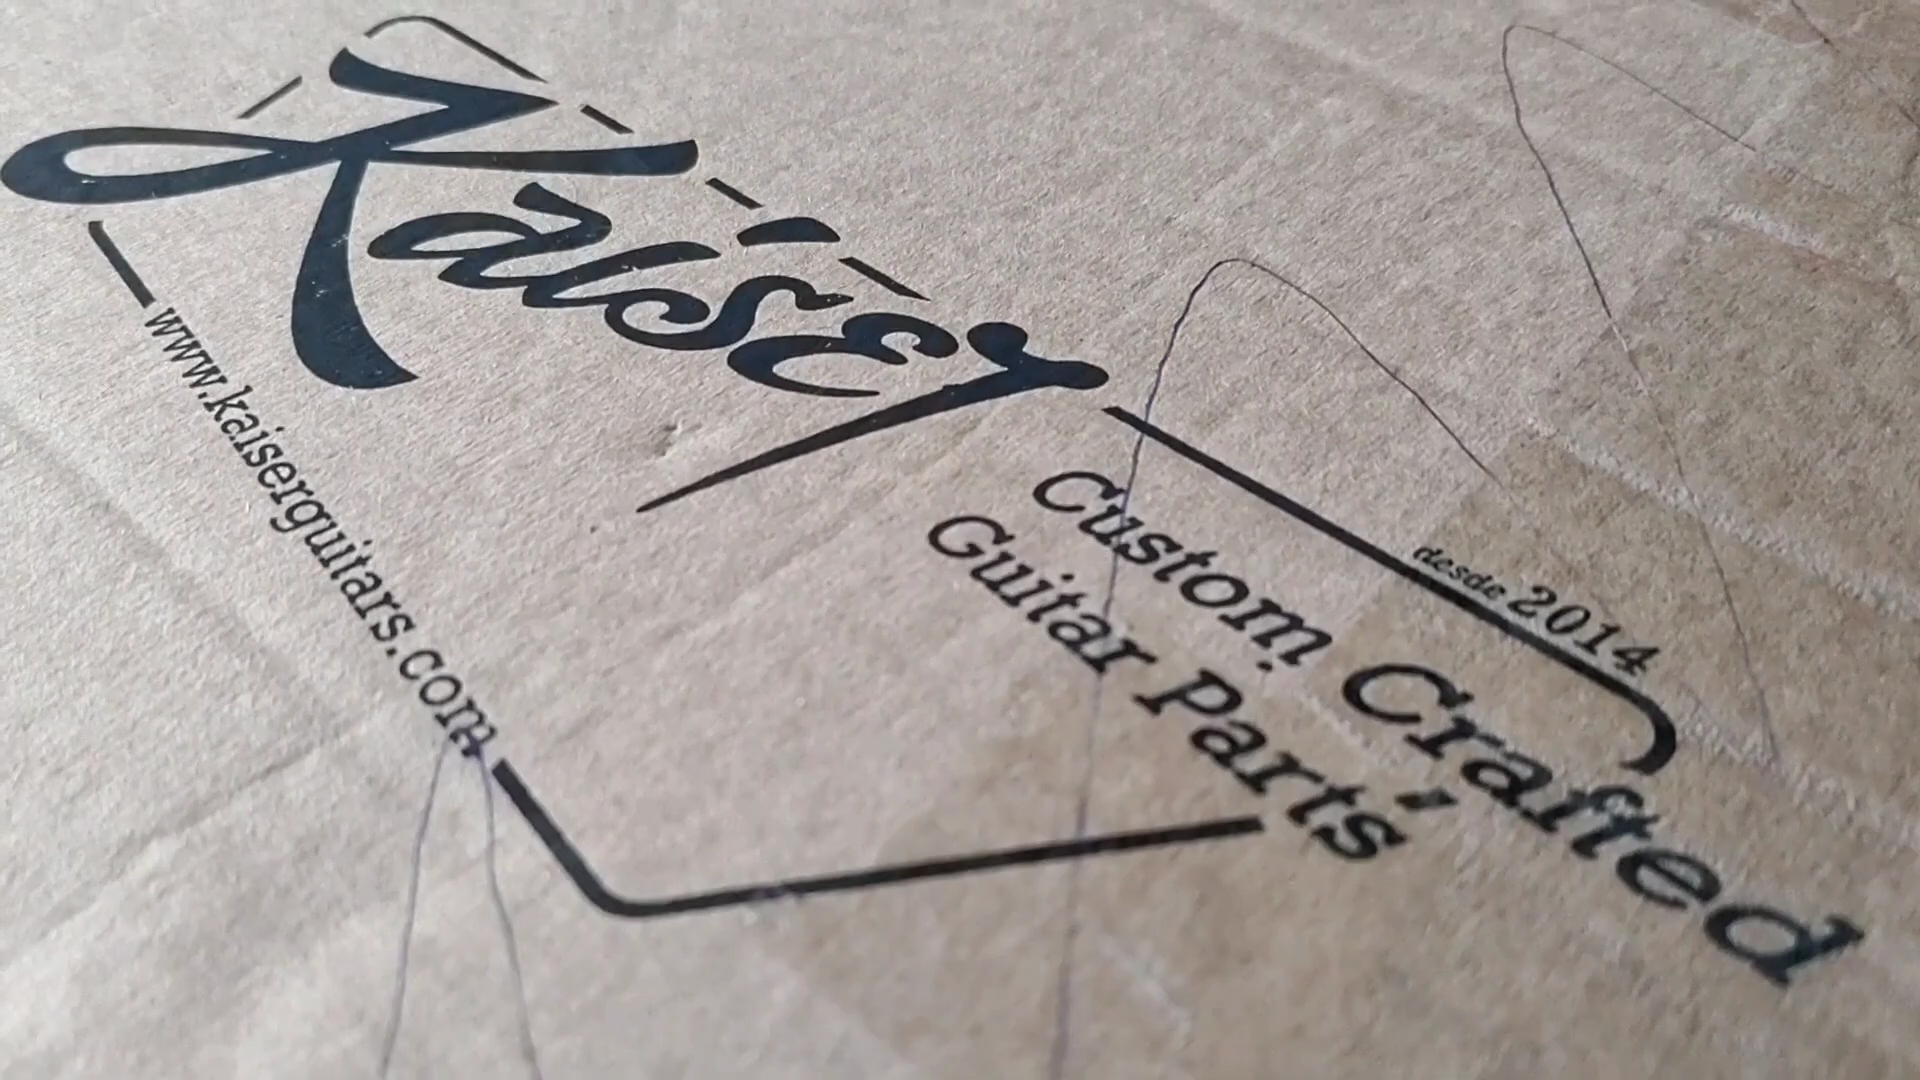 Kaiser
desde 2014
Custom Crafted
Guitar Parts
www.kaiserguitars.com